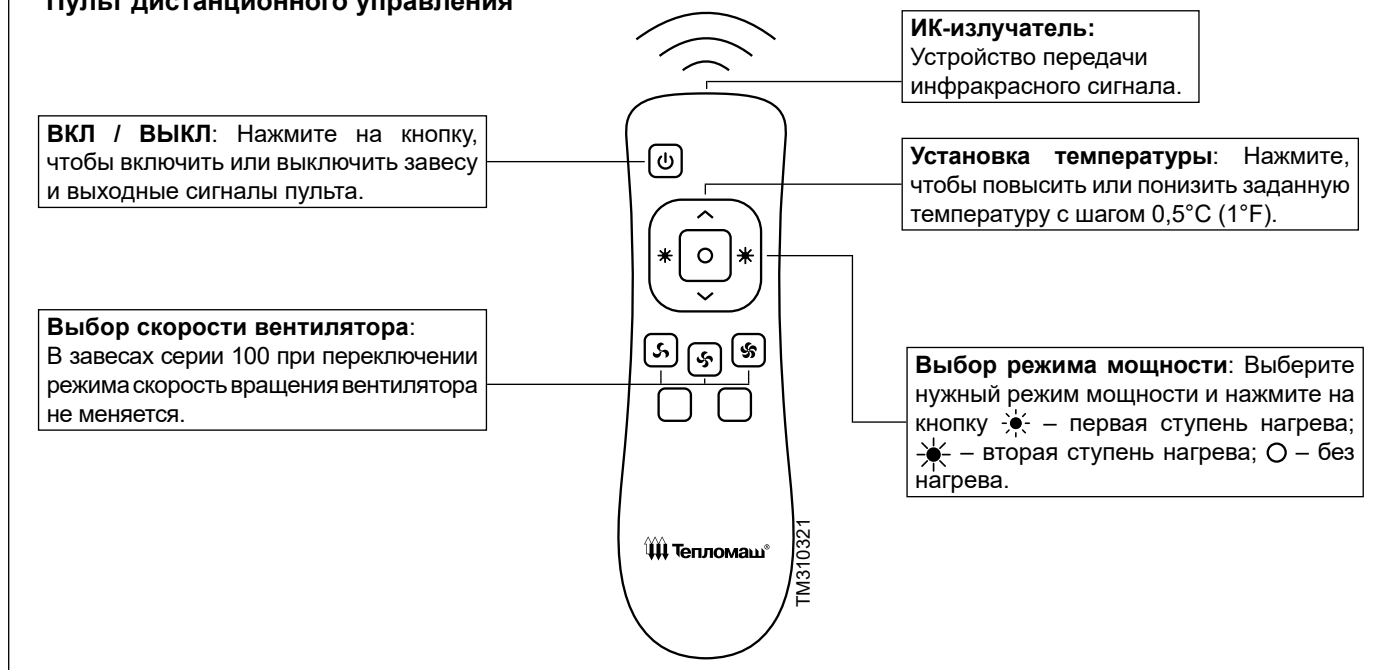 Пульт дистанционного управления
ИК-излучатель:
Устройство передачи
инфракрасного сигнала.
ВКЛ / ВЫКЛ: Нажмите на кнопку,
чтобы включить или выключить завесу
и выходные сигналы пульта.
Установка температуры: Нажмите,
чтобы повысить или понизить заданную
температуру с шагом 0,5°C (1°F).
Выбор скорости вентилятора:
В завесах серии 100 при переключении
режима скорость вращения вентилятора
не меняется.
Выбор режима мощности: Выберите
нужный режим мощности и нажмите на
кнопку – первая ступень нагрева;
– вторая ступень нагрева; – без
нагрева.
Тепломаш®
TM310321